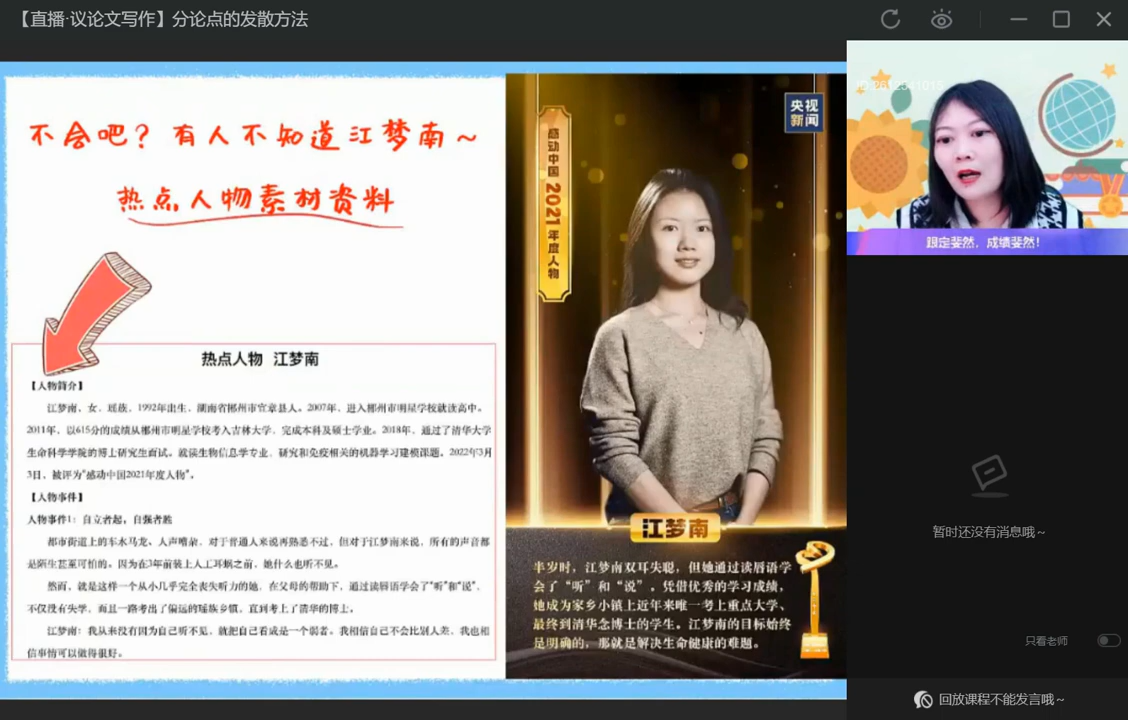 【直播·议论文写作】分论点的发散方法
不会吧？有人不知道江梦南~
热点人物素材资料
热点人物 江梦南
【人物简介】
江梦南，女，瑶族，1992年出生，湖南省郴州市宜章县人。2007年，进入郴州市明星学校就读高中。
2011年，以615分的成绩从郴州市明星学校考入吉林大学，完成本科及硕士学业。2018年，通过了清华大学
生命科学学院的博士研究生面试。就读生物信息学专业，研究和免疫相关的机器学习建模课题。2022年3月
3日，被评为“感动中国2021年度人物”。
【人物事件】
人物事件1：自立者起，自强者胜
都市街道上的车水马龙、人声嘈杂，对于普通人来说再熟悉不过，但对于江梦南来说，所有的声音都
是陌生甚至可怕的。因为在3年前装上人工耳蜗之前，她什么也听不见。
然而，就是这样一个从小几乎完全丧失听力的她，在父母的帮助下，通过读唇语学会了“听”和“说”，
不仅没有失学，而且一路考出了偏远的瑶族乡镇，直到考上了清华的博士。
江梦南：我从来没有因为自己听不见，就把自己看成是一个弱者。我相信自己不会比别人差，我也相
信事情可以做得很好。
央视
新闻
感动中国2021年度人物
江梦南
半岁时，江梦南双耳失聪，但她通过读唇语学
会了“听”和“说”。凭借优秀的学习成绩，
她成为家乡小镇上近年来唯一考上重点大学、
最终到清华念博士的学生。江梦南的目标始终
是明确的，那就是解决生命健康的难题。
跟定斐然，成绩斐然！
暂时还没有消息哦~
只看老师
回放课程不能发言哦~